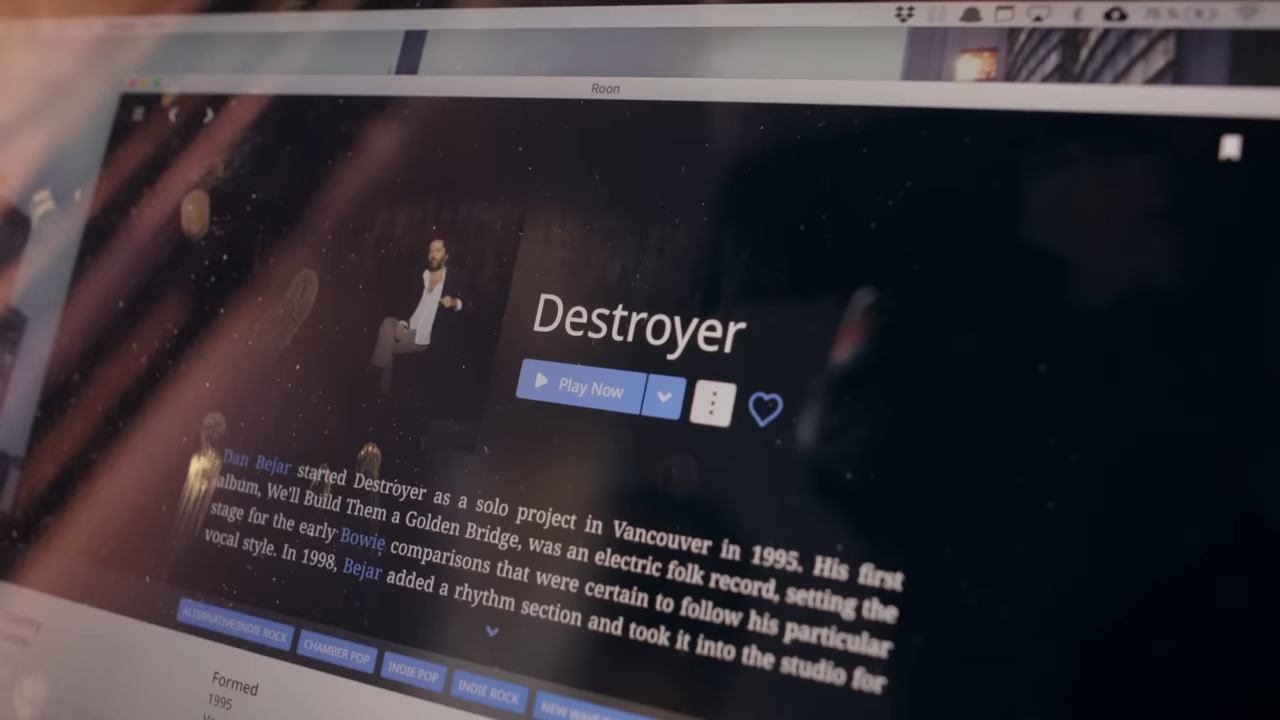 75 %
Roon
Destroyer
Play Now
Dan Bejar started Destroyer as a solo project in Vancouver in 1995. His first
album, We'll Build Them a Golden Bridge, was an electric folk record, setting the
stage for the early Bowie comparisons that were certain to follow his particular
vocal style. In 1998, Bejar added a rhythm section and took it into the studio for
ALTERNATIVE/INDIE ROCK CHAMBER POP INDIE POP INDIE ROCK NEW WAVE
Formed
1995